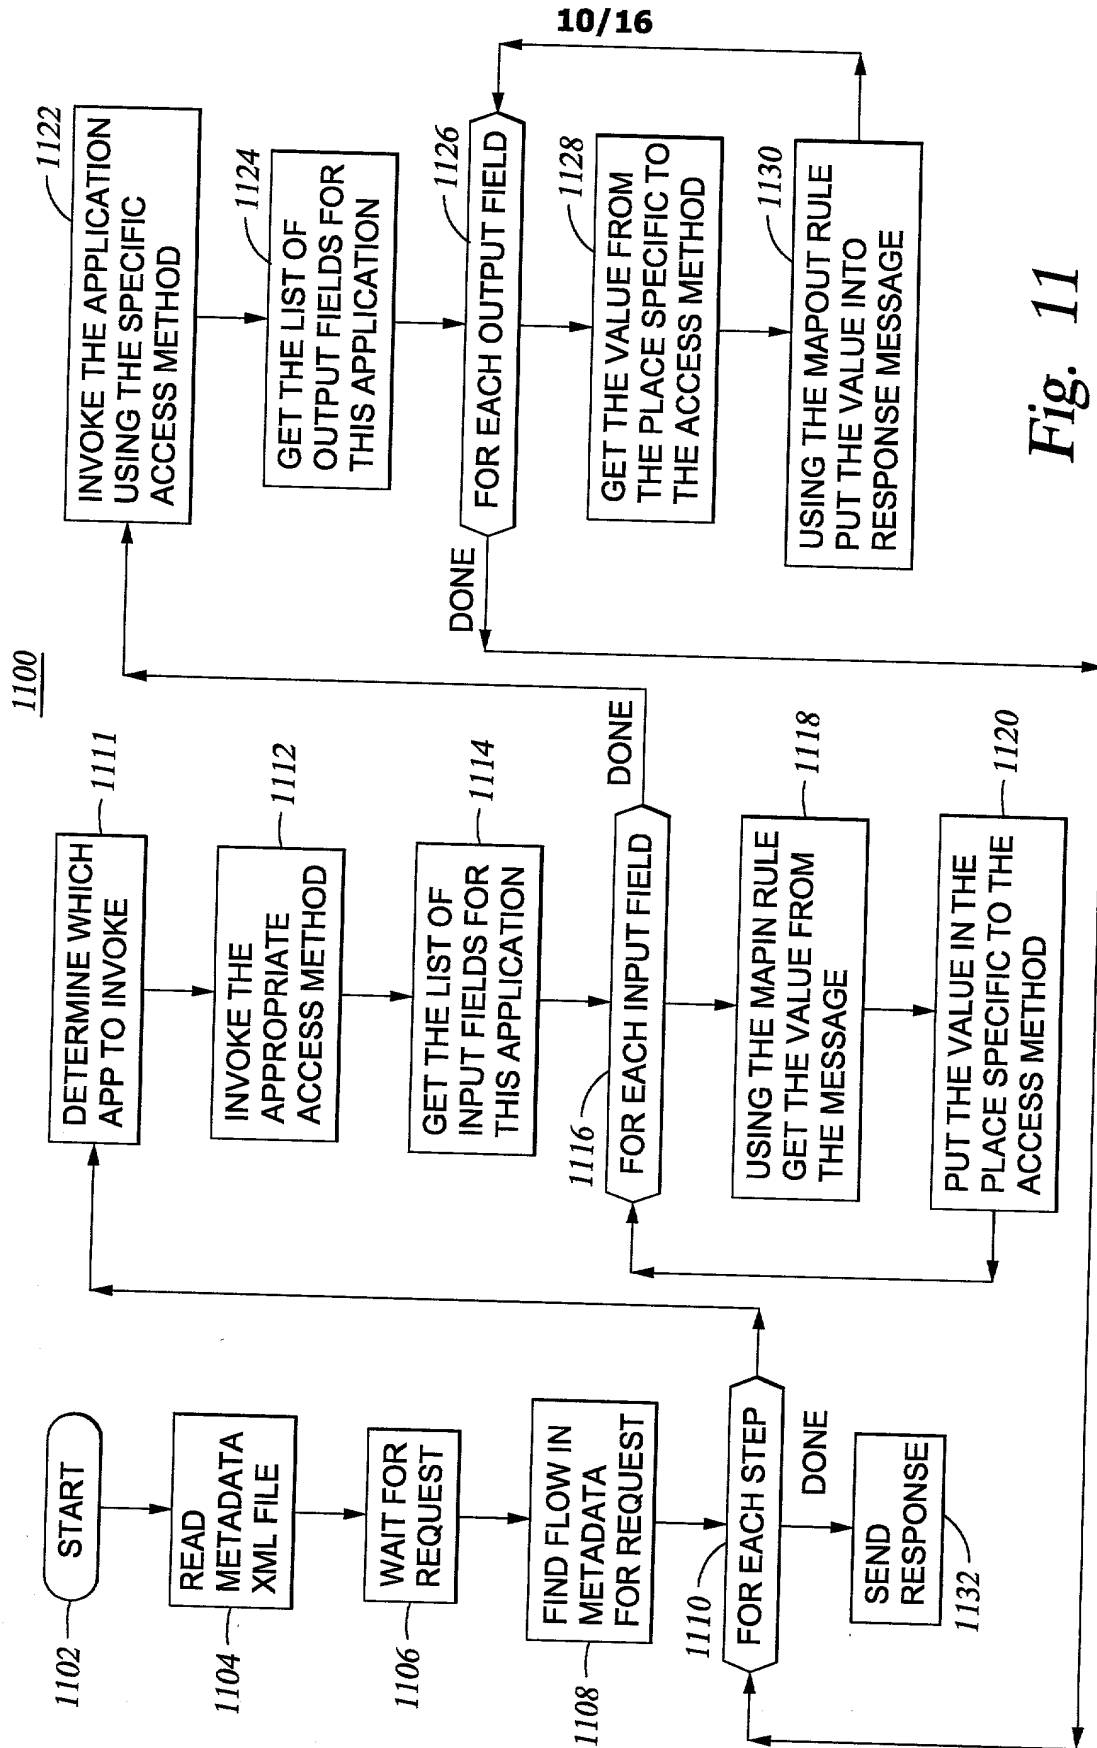 10/16
1100
START
1102
READ
METADATA
XML FILE
1104
WAIT FOR
REQUEST
1106
FIND FLOW IN
METADATA
FOR REQUEST
1108
FOR EACH STEP
1110
DONE
SEND
RESPONSE
1132
DETERMINE WHICH
APP TO INVOKE
1111
INVOKE THE
APPROPRIATE
ACCESS METHOD
1112
GET THE LIST OF
INPUT FIELDS FOR
THIS APPLICATION
1114
FOR EACH INPUT FIELD
1116
DONE
USING THE MAPIN RULE
GET THE VALUE FROM
THE MESSAGE
1118
PUT THE VALUE IN THE
PLACE SPECIFIC TO THE
ACCESS METHOD
1120
INVOKE THE APPLICATION
USING THE SPECIFIC
ACCESS METHOD
1122
GET THE LIST OF
OUTPUT FIELDS FOR
THIS APPLICATION
1124
FOR EACH OUTPUT FIELD
1126
DONE
GET THE VALUE FROM
THE PLACE SPECIFIC TO
THE ACCESS METHOD
1128
USING THE MAPOUT RULE
PUT THE VALUE INTO
RESPONSE MESSAGE
1130
Fig. 11